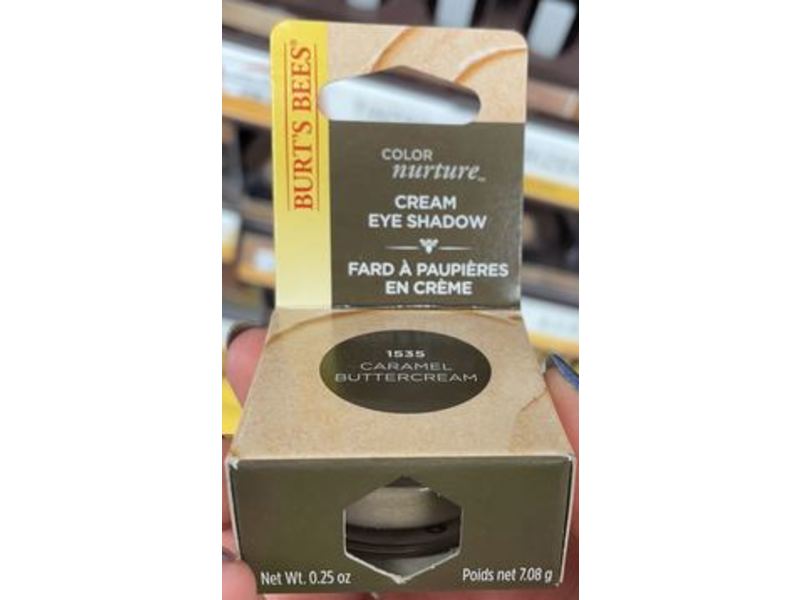 BURT'S BEES®
COLOR
nurture™
CREAM
EYE SHADOW
FARD À PAUPIÈRES
EN CRÈME
1535
CARAMEL
BUTTERCREAM
Net Wt. 0.25 oz
Poids net 7.08 g